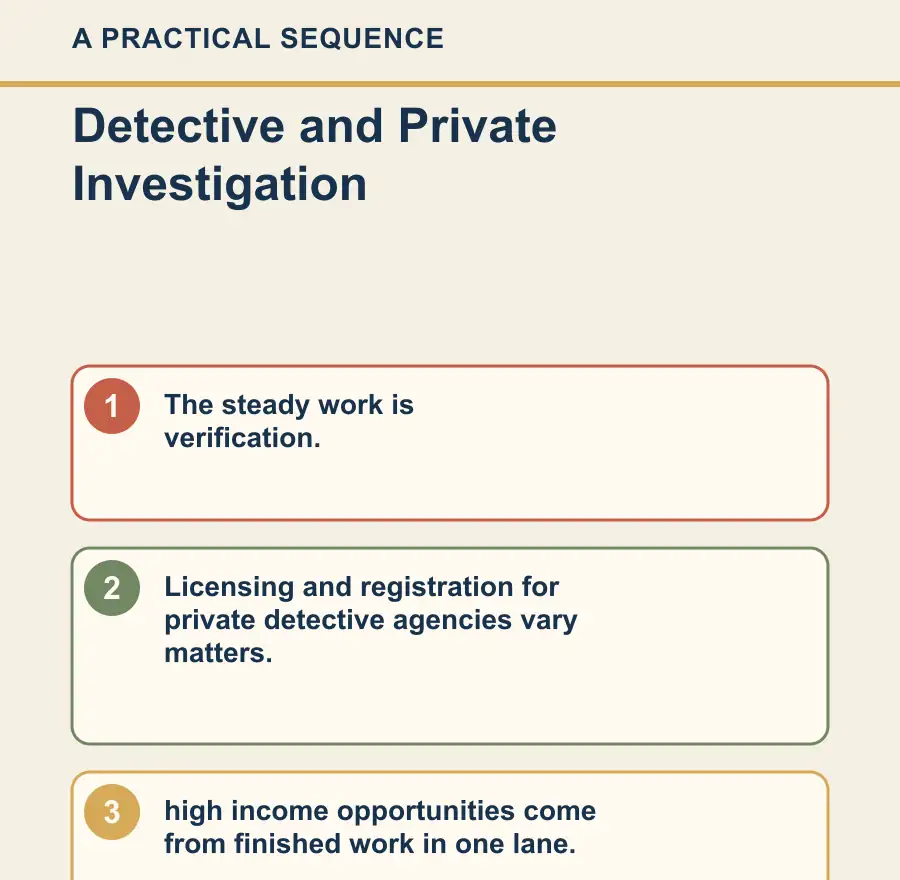 A PRACTICAL SEQUENCE
Detective and Private
Investigation
1
The steady work is
verification.
2
Licensing and registration for
private detective agencies vary
matters.
3
high income opportunities come
from finished work in one lane.